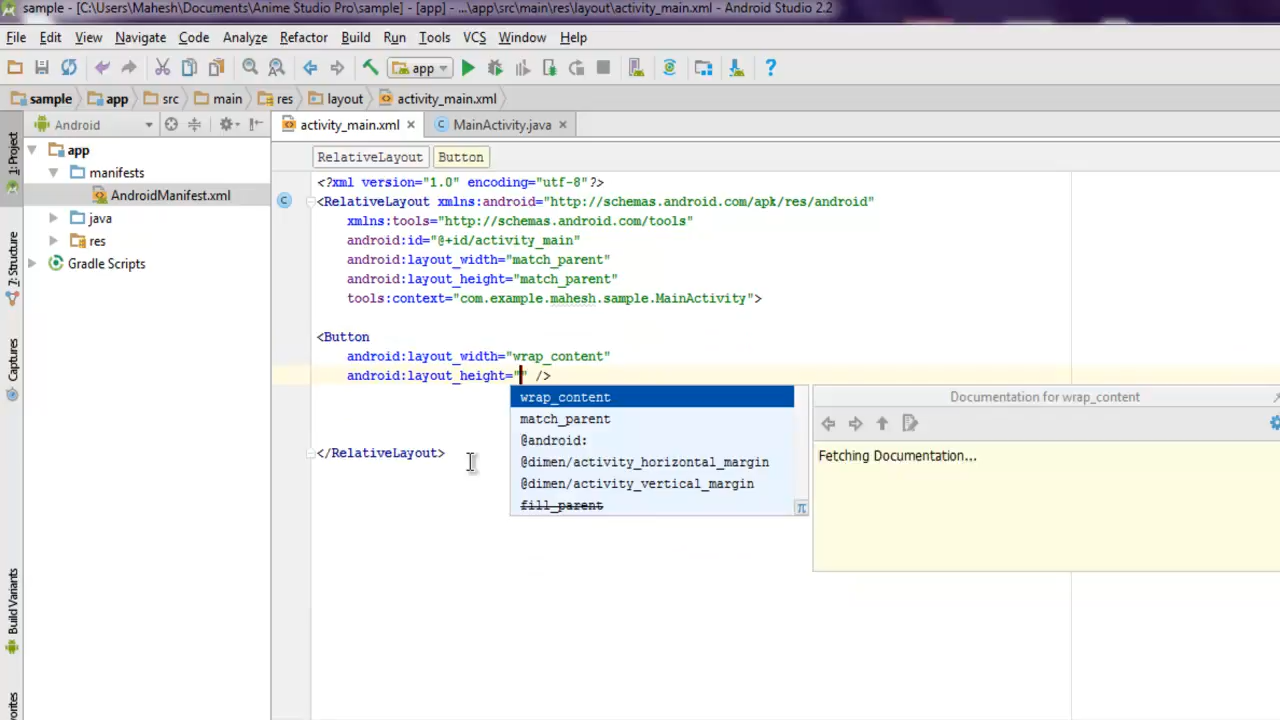 sample - [C:\Users\Mahesh\Documents\Anime Studio Pro\sample] - [app] - ...\app\src\main\res\layout\activity_main.xml - Android Studio 2.2
File Edit View Navigate Code Analyze Refactor Build Run Tools VCS Window Help
app
sample app src main res layout activity_main.xml
1: Project
7: Structure
Captures
Build Variants
Android
app
manifests
AndroidManifest.xml
java
res
Gradle Scripts
activity_main.xml MainActivity.java
RelativeLayout Button
<?xml version="1.0" encoding="utf-8"?>
<RelativeLayout xmlns:android="http://schemas.android.com/apk/res/android"
xmlns:tools="http://schemas.android.com/tools"
android:id="@+id/activity_main"
android:layout_width="match_parent"
android:layout_height="match_parent"
tools:context="com.example.mahesh.sample.MainActivity">
<Button
android:layout_width="wrap_content"
android:layout_height="" />
wrap_content
match_parent
@android:
@dimen/activity_horizontal_margin
@dimen/activity_vertical_margin
fill_parent
</RelativeLayout>
Documentation for wrap_content
Fetching Documentation...